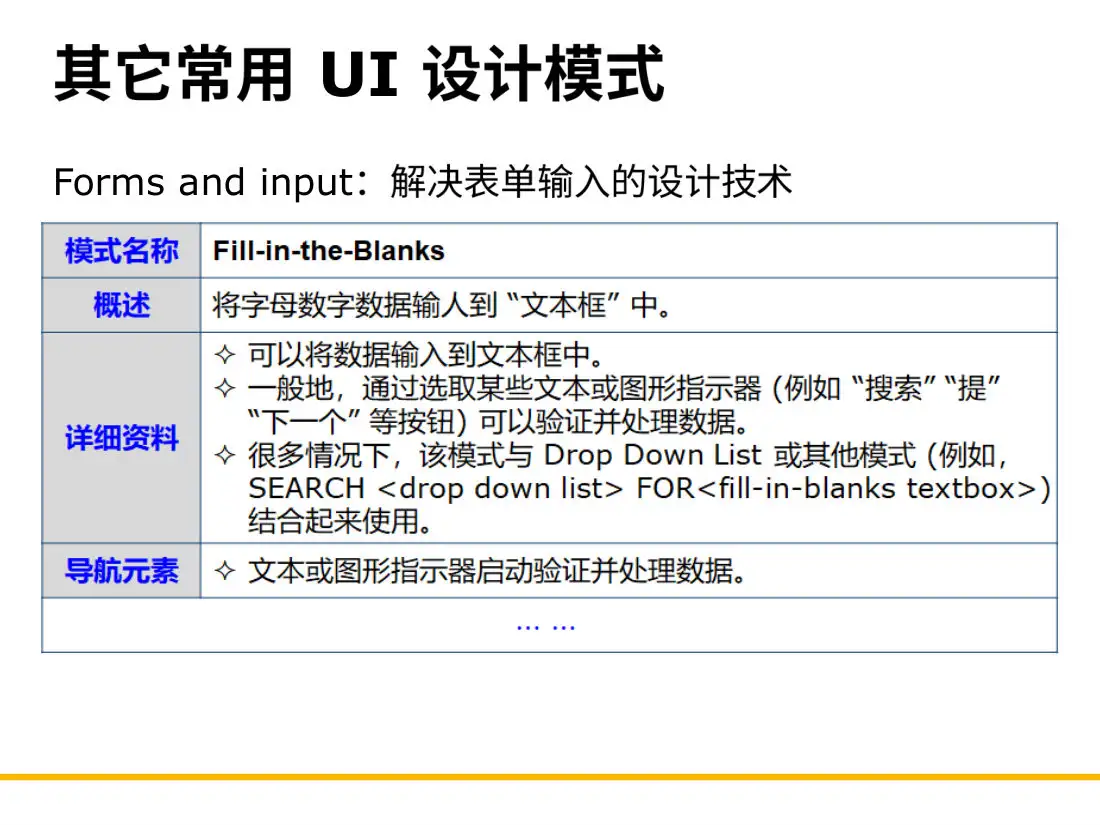 其它常用 UI 设计模式
Forms and input：解决表单输入的设计技术
模式名称
Fill-in-the-Blanks
概述
将字母数字数据输人到 “文本框” 中。
详细资料
✧ 可以将数据输入到文本框中。
✧ 一般地，通过选取某些文本或图形指示器 (例如 “搜索” “提”
“下一个” 等按钮) 可以验证并处理数据。
✧ 很多情况下，该模式与 Drop Down List 或其他模式 (例如，
SEARCH <drop down list> FOR<fill-in-blanks textbox>)
结合起来使用。
导航元素
✧ 文本或图形指示器启动验证并处理数据。
... ...